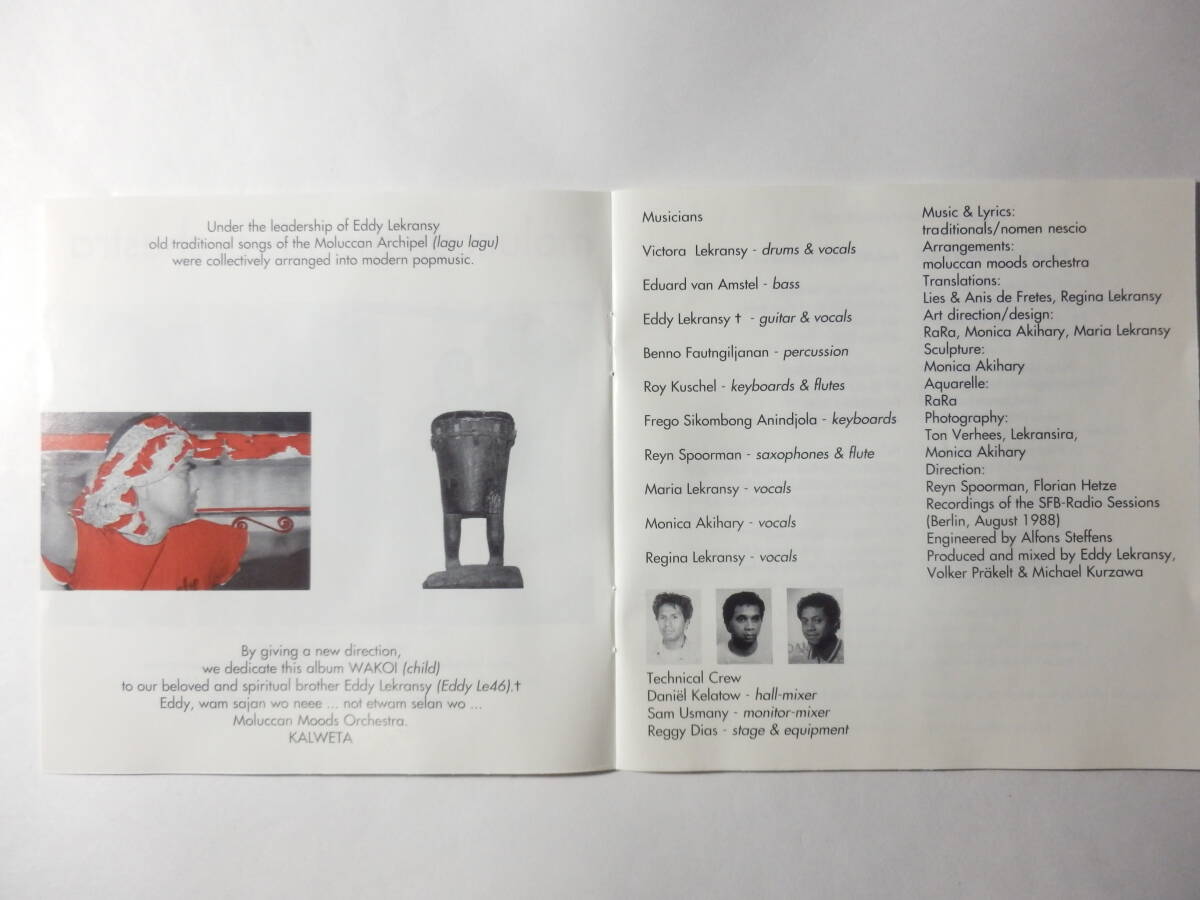 Under the leadership of Eddy Lekransy
old traditional songs of the Moluccan Archipel (lagu lagu)
were collectively arranged into modern popmusic.
By giving a new direction,
we dedicate this album WAKOI (child)
to our beloved and spiritual brother Eddy Lekransy (Eddy Le46).†
Eddy, wam sajan wo neee ... not etwam selan wo ...
Moluccan Moods Orchestra.
KALWETA
Musicians
Victora Lekransy - drums & vocals
Eduard van Amstel - bass
Eddy Lekransy † - guitar & vocals
Benno Fautngiljanan - percussion
Roy Kuschel - keyboards & flutes
Frego Sikombong Anindjola - keyboards
Reyn Spoorman - saxophones & flute
Maria Lekransy - vocals
Monica Akihary - vocals
Regina Lekransy - vocals
Technical Crew
Daniël Kelatow - hall-mixer
Sam Usmany - monitor-mixer
Reggy Dias - stage & equipment
Music & Lyrics:
traditionals/nomen nescio
Arrangements:
moluccan moods orchestra
Translations:
Lies & Anis de Fretes, Regina Lekransy
Art direction/design:
RaRa, Monica Akihary, Maria Lekransy
Sculpture:
Monica Akihary
Aquarelle:
RaRa
Photography:
Ton Verhees, Lekransira,
Monica Akihary
Direction:
Reyn Spoorman, Florian Hetze
Recordings of the SFB-Radio Sessions
(Berlin, August 1988)
Engineered by Alfons Steffens
Produced and mixed by Eddy Lekransy,
Volker Präkelt & Michael Kurzawa